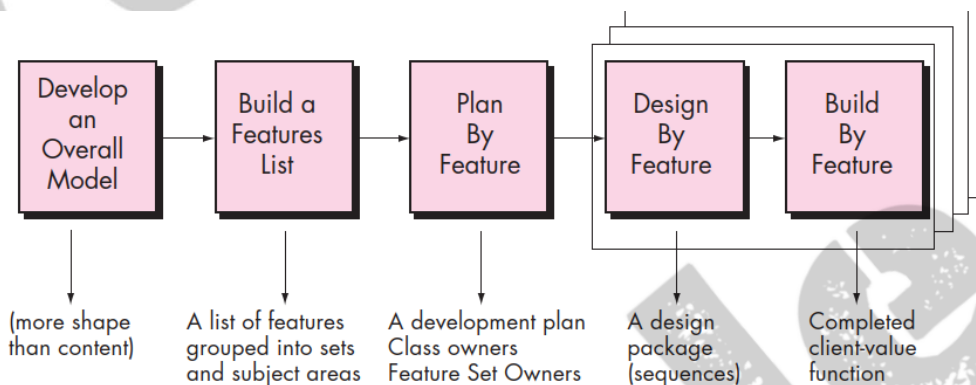 Develop
an
Overall
Model
Build a
Features
List
Plan
By
Feature
Design
By
Feature
Build
By
Feature
(more shape
than content)
A list of features
grouped into sets
and subject areas
A development plan
Class owners
Feature Set Owners
A design
package
(sequences)
Completed
client-value
function